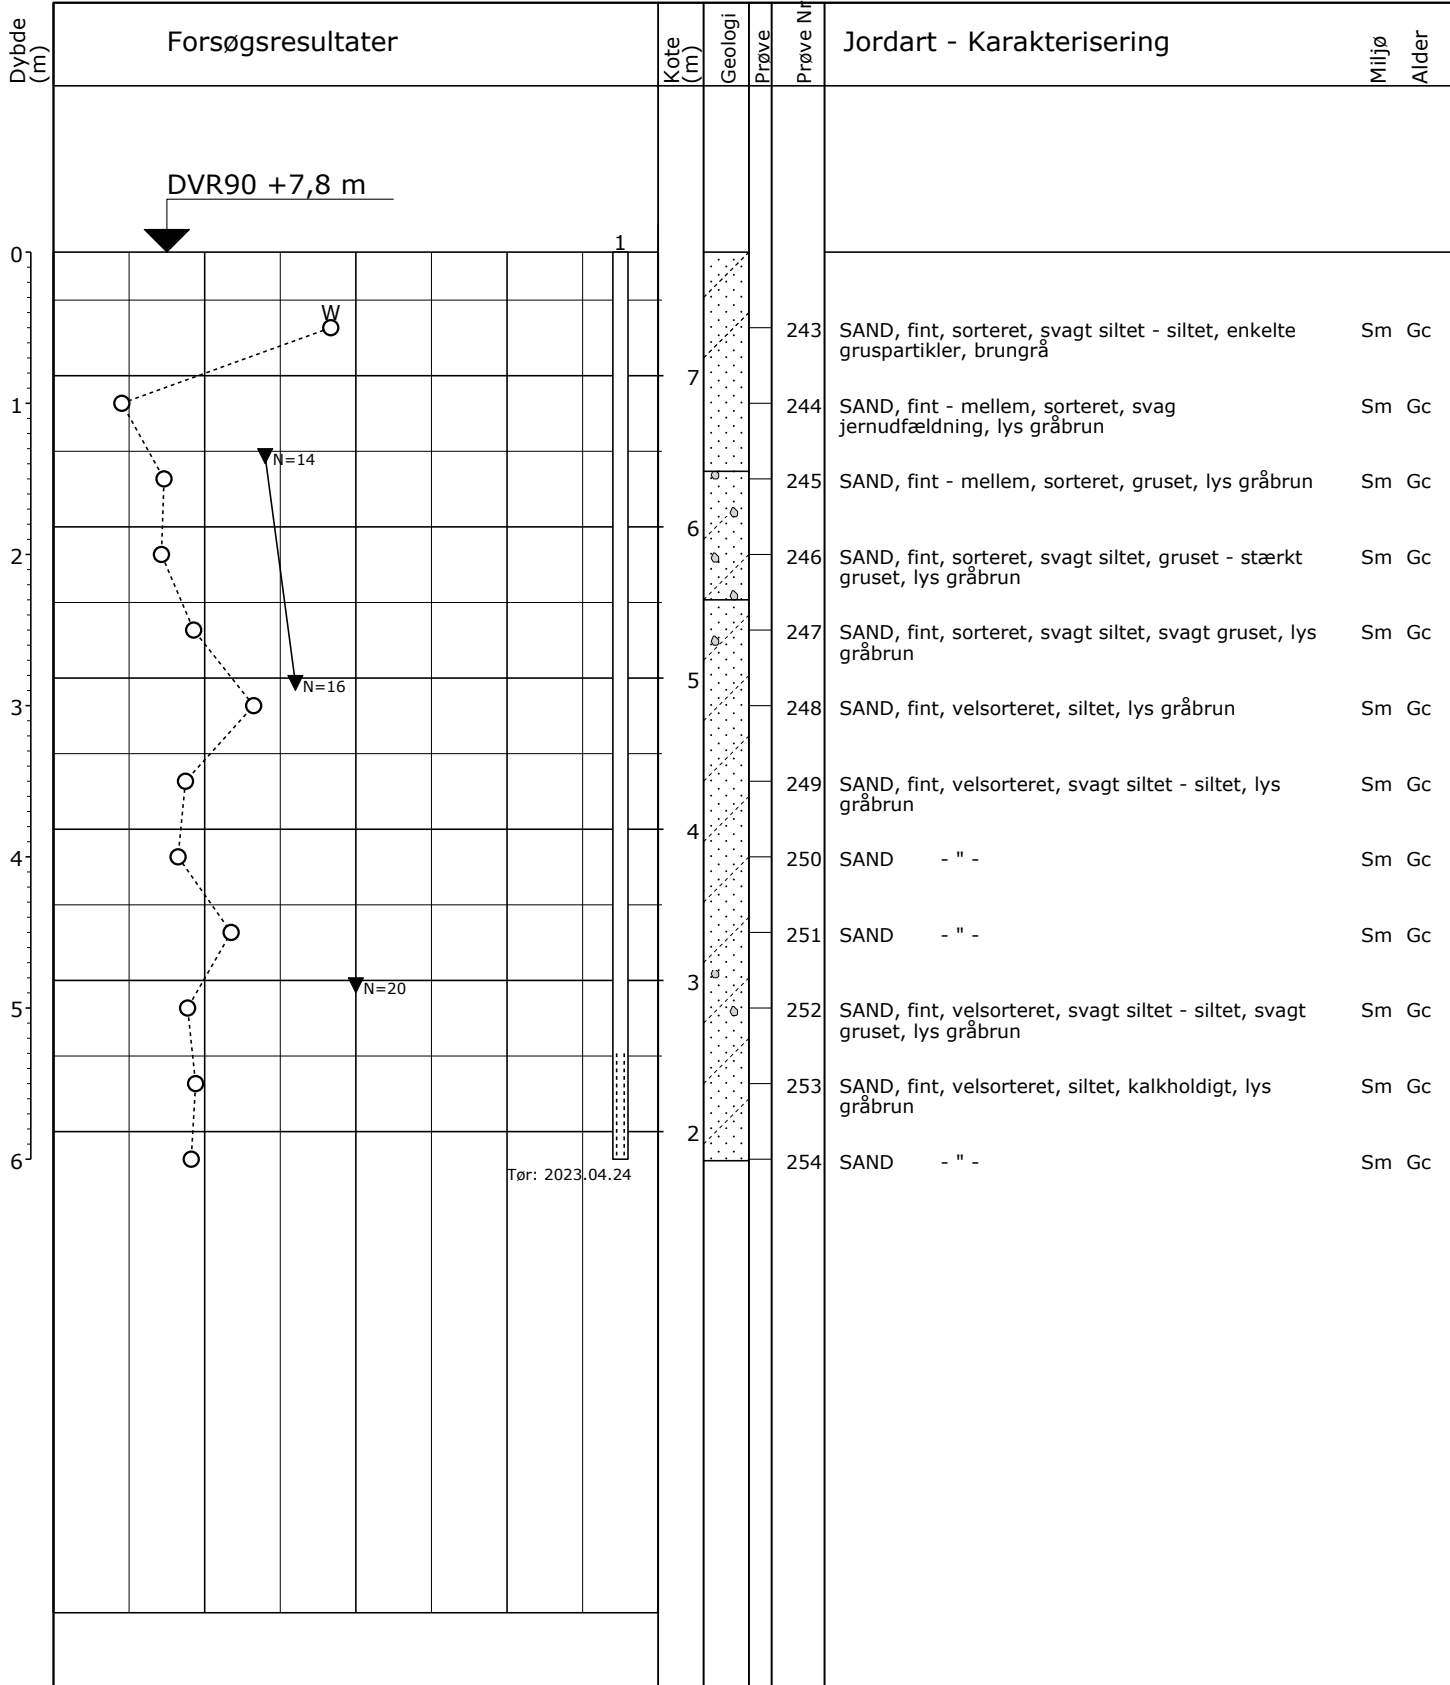 Dybde
(m)
Forsøgsresultater
Kote
(m)
Geologi
Prøve
Prøve Nr
Jordart - Karakterisering
Miljø
Alder
DVR90 +7,8 m
0
1
W
243 SAND, fint, sorteret, svagt siltet - siltet, enkelte Sm Gc
gruspartikler, brungrå
7
1
244 SAND, fint - mellem, sorteret, svag Sm Gc
jernudfældning, lys gråbrun
N=14
245 SAND, fint - mellem, sorteret, gruset, lys gråbrun Sm Gc
6
2
246 SAND, fint, sorteret, svagt siltet, gruset - stærkt Sm Gc
gruset, lys gråbrun
247 SAND, fint, sorteret, svagt siltet, svagt gruset, lys Sm Gc
gråbrun
5
N=16
3
248 SAND, fint, velsorteret, siltet, lys gråbrun Sm Gc
249 SAND, fint, velsorteret, svagt siltet - siltet, lys Sm Gc
gråbrun
4
4
250 SAND - " - Sm Gc
251 SAND - " - Sm Gc
3
N=20
5
252 SAND, fint, velsorteret, svagt siltet - siltet, svagt Sm Gc
gruset, lys gråbrun
253 SAND, fint, velsorteret, siltet, kalkholdigt, lys Sm Gc
gråbrun
2
6
254 SAND - " - Sm Gc
Tør: 2023.04.24